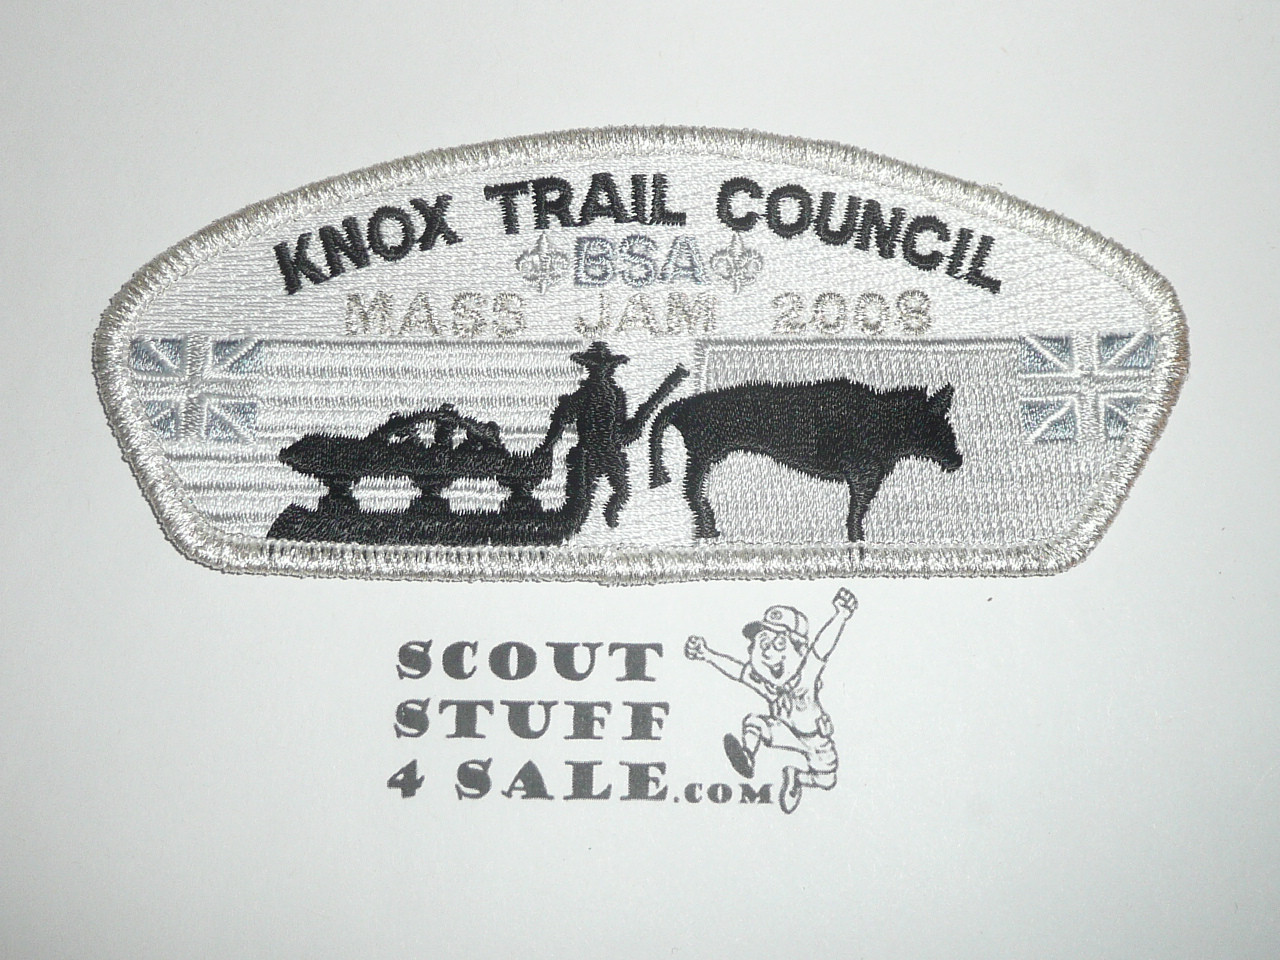 KNOX TRAIL COUNCIL
BSA
MASS JAM 2008
SCOUT
STUFF
4 SALE.COM